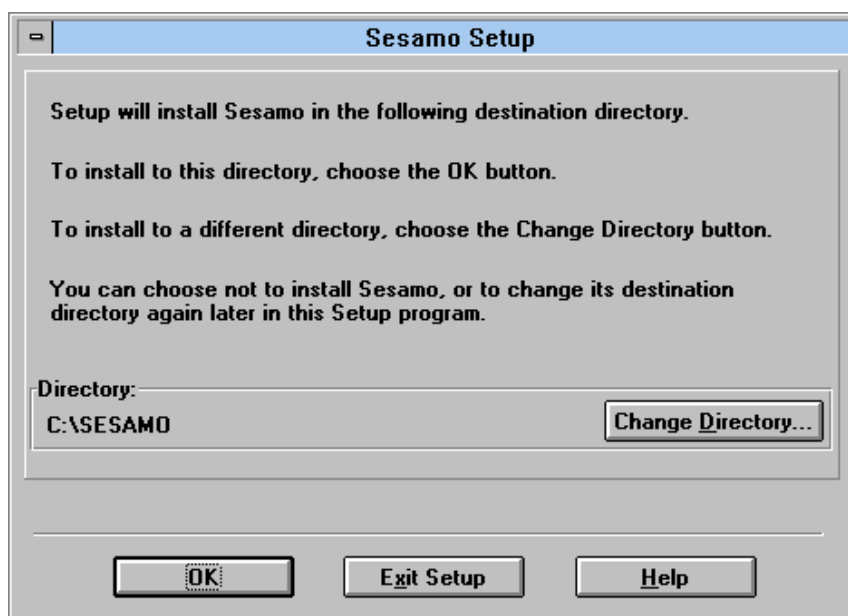 Sesamo Setup
Setup will install Sesamo in the following destination directory.
To install to this directory, choose the OK button.
To install to a different directory, choose the Change Directory button.
You can choose not to install Sesamo, or to change its destination
directory again later in this Setup program.
Directory:
C:\SESAMO
Change Directory...
OK
Exit Setup
Help